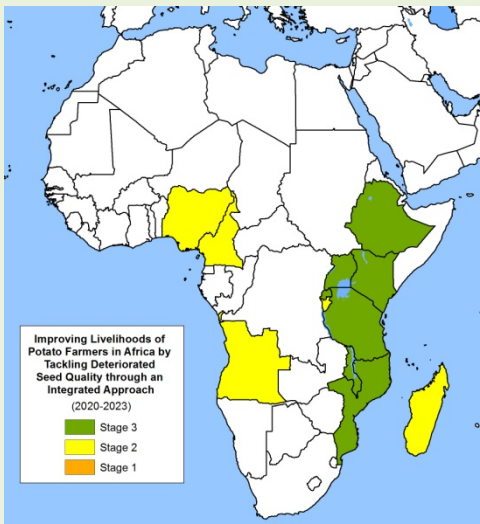 Improving Livelihoods of
Potato Farmers in Africa by
Tackling Deteriorated
Seed Quality through an
Integrated Approach
(2020-2023)
Stage 3
Stage 2
Stage 1